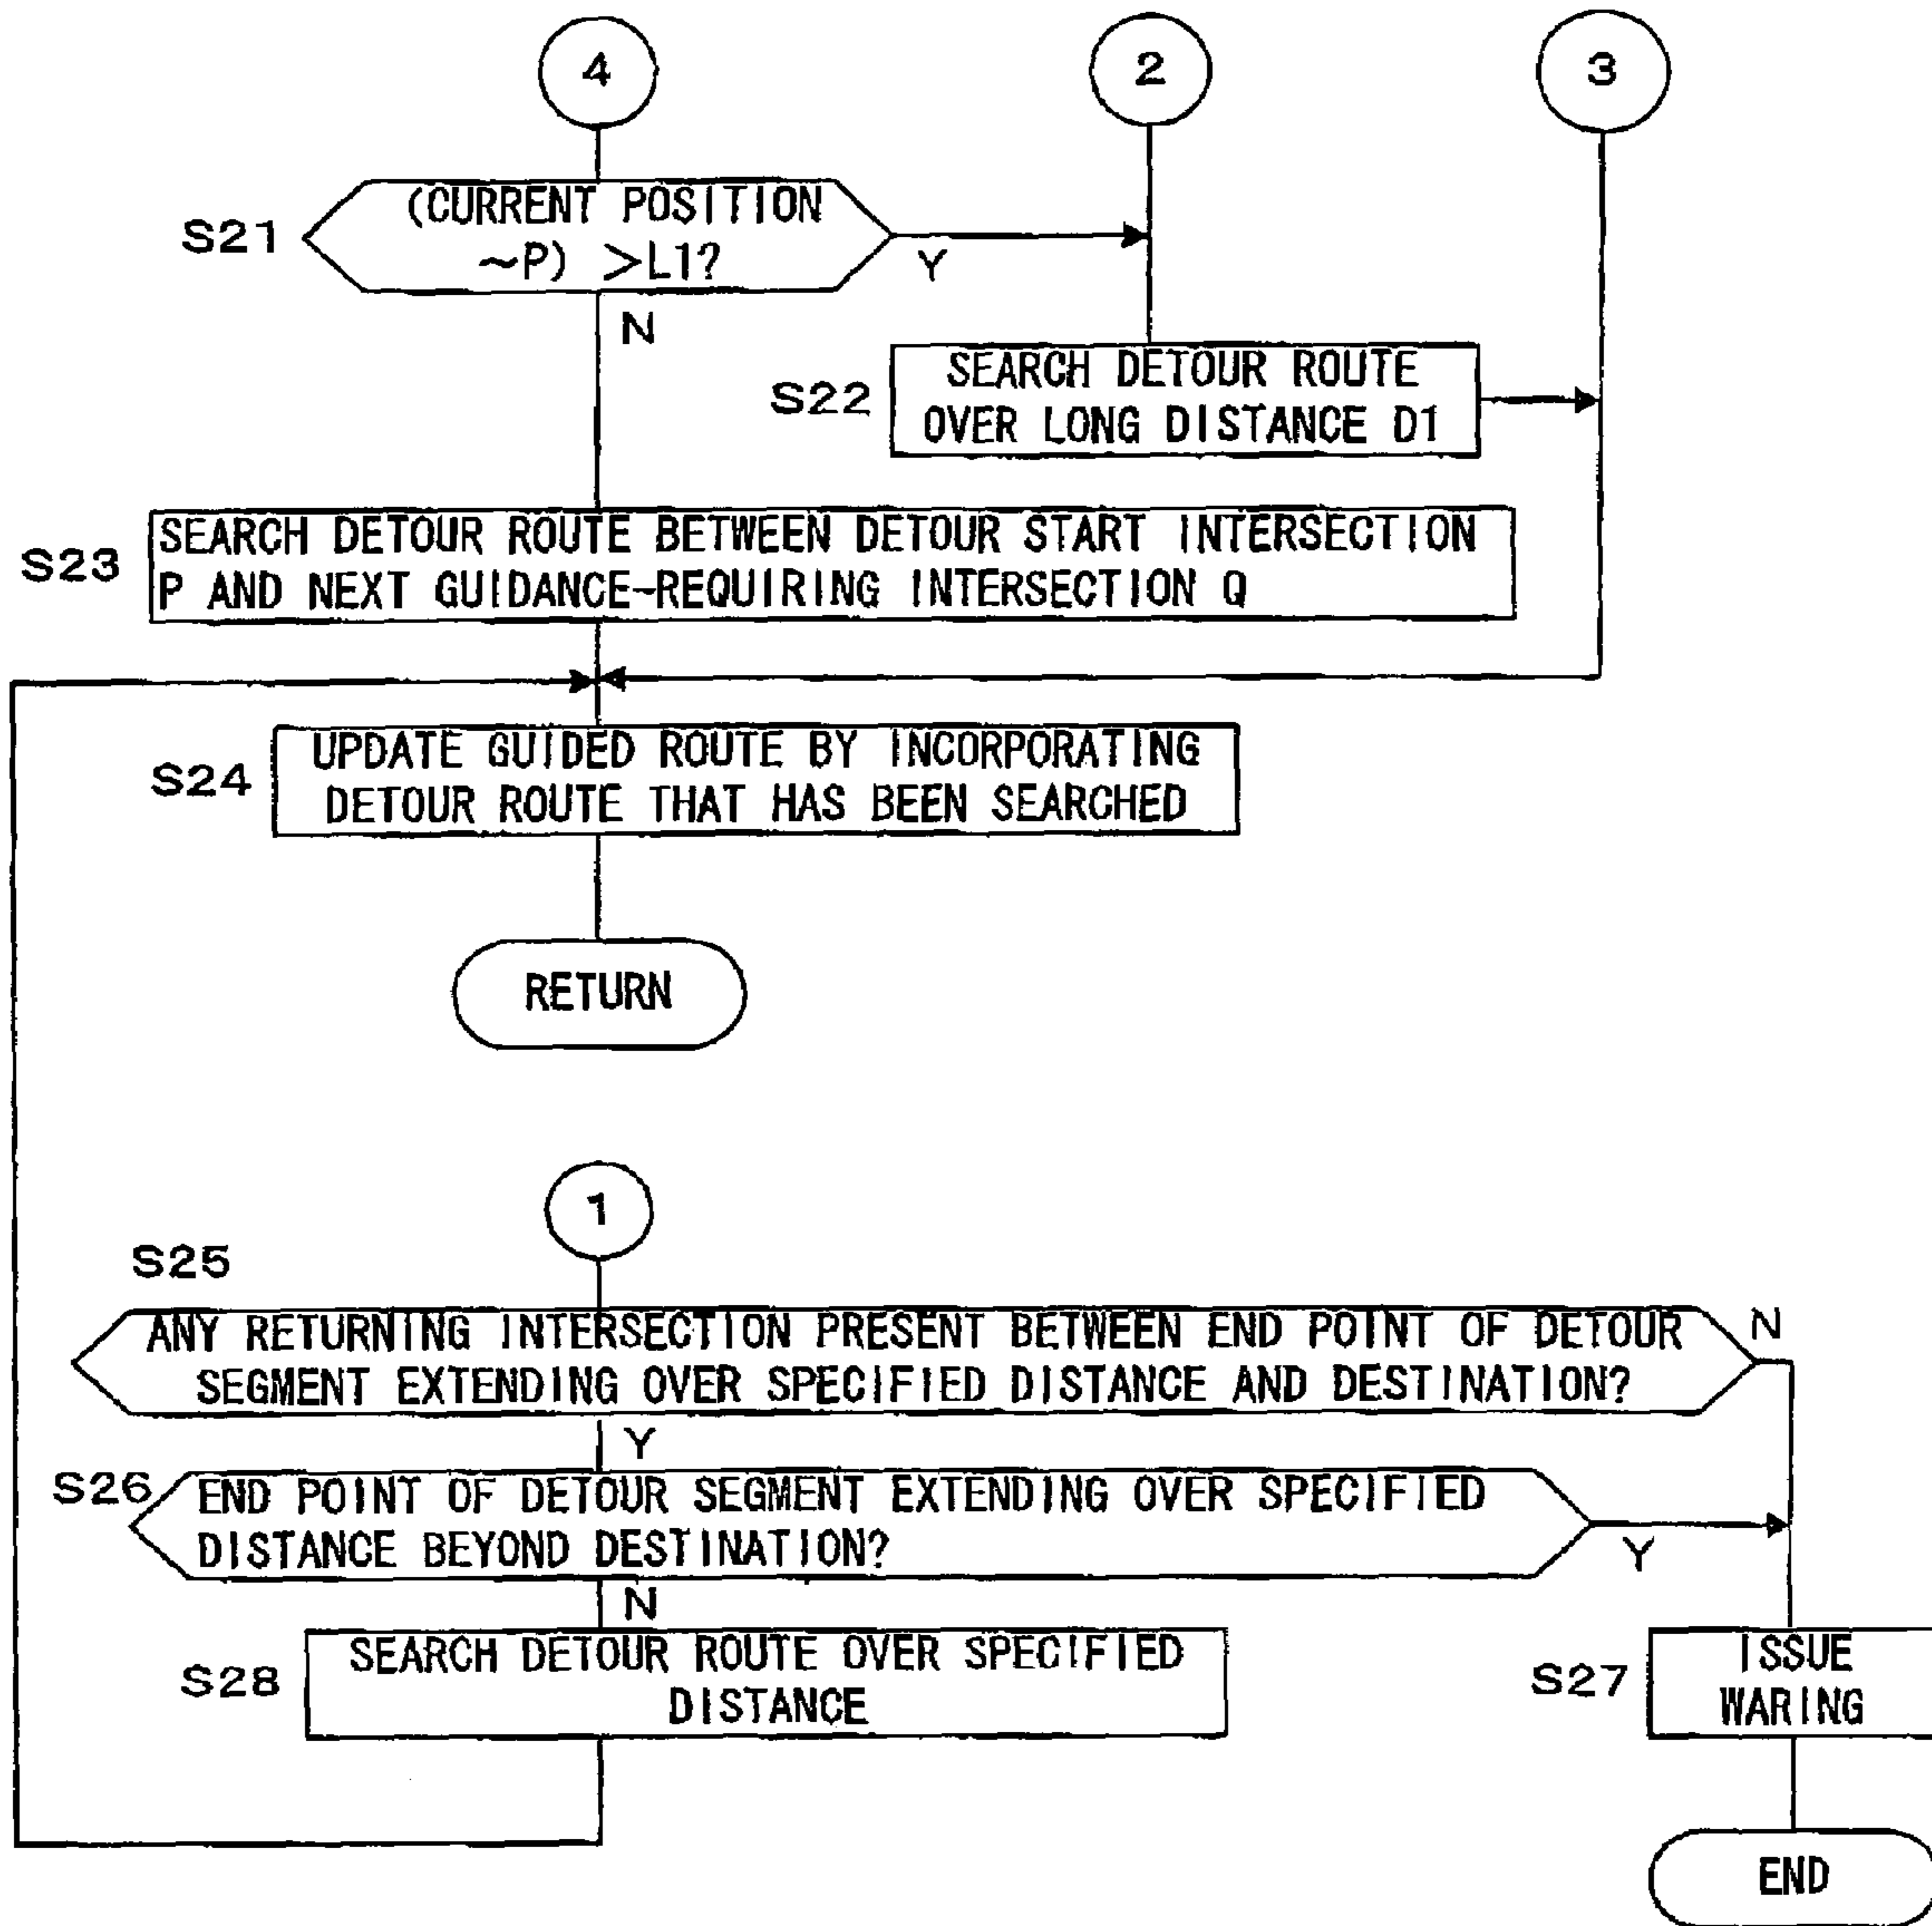 4
2
3
S21
(CURRENT POSITION
~P) >L1?
Y
N
S22
SEARCH DETOUR ROUTE
OVER LONG DISTANCE D1
S23
SEARCH DETOUR ROUTE BETWEEN DETOUR START INTERSECTION
P AND NEXT GUIDANCE-REQUIRING INTERSECTION Q
S24
UPDATE GUIDED ROUTE BY INCORPORATING
DETOUR ROUTE THAT HAS BEEN SEARCHED
RETURN
1
S25
ANY RETURNING INTERSECTION PRESENT BETWEEN END POINT OF DETOUR
SEGMENT EXTENDING OVER SPECIFIED DISTANCE AND DESTINATION?
N
Y
S26
END POINT OF DETOUR SEGMENT EXTENDING OVER SPECIFIED
DISTANCE BEYOND DESTINATION?
Y
N
S28
SEARCH DETOUR ROUTE OVER SPECIFIED
DISTANCE
S27
ISSUE
WARING
END